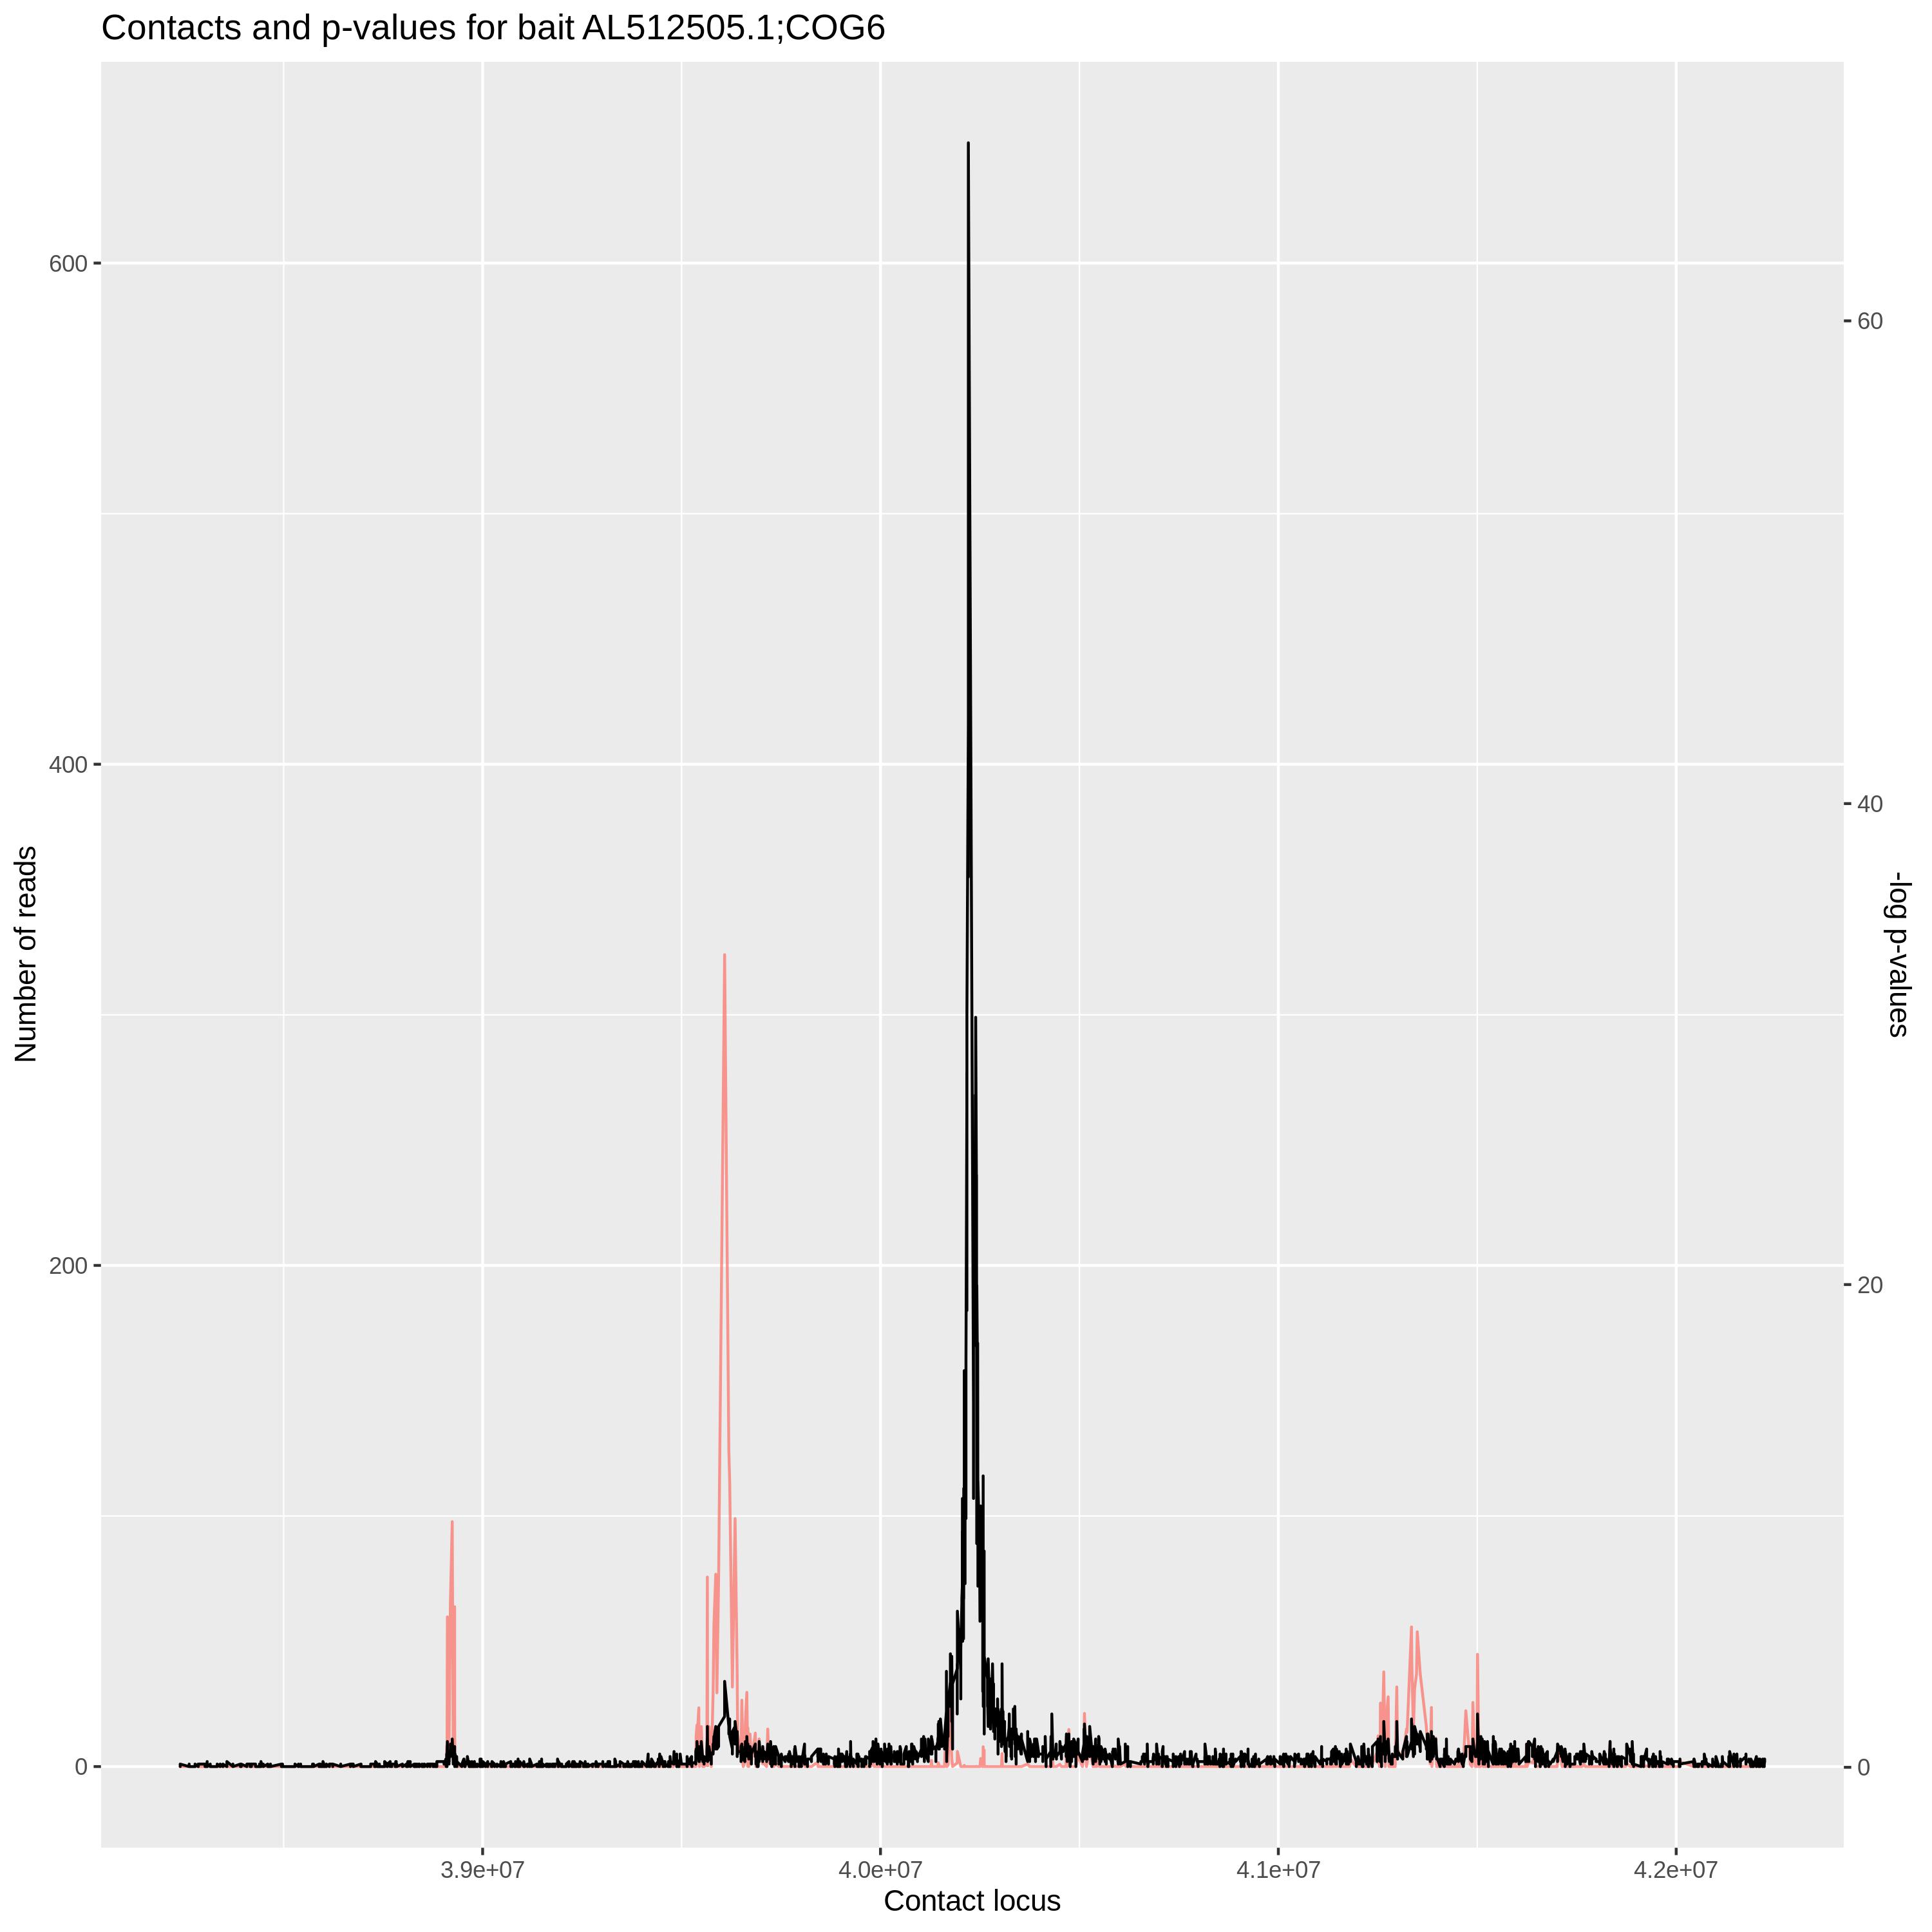 Contacts and p-values for bait AL512505.1;COG6
600
400
200
0
Number of reads
60
40
20
0
-log p-values
3.9e+07
4.0e+07
4.1e+07
4.2e+07
Contact locus